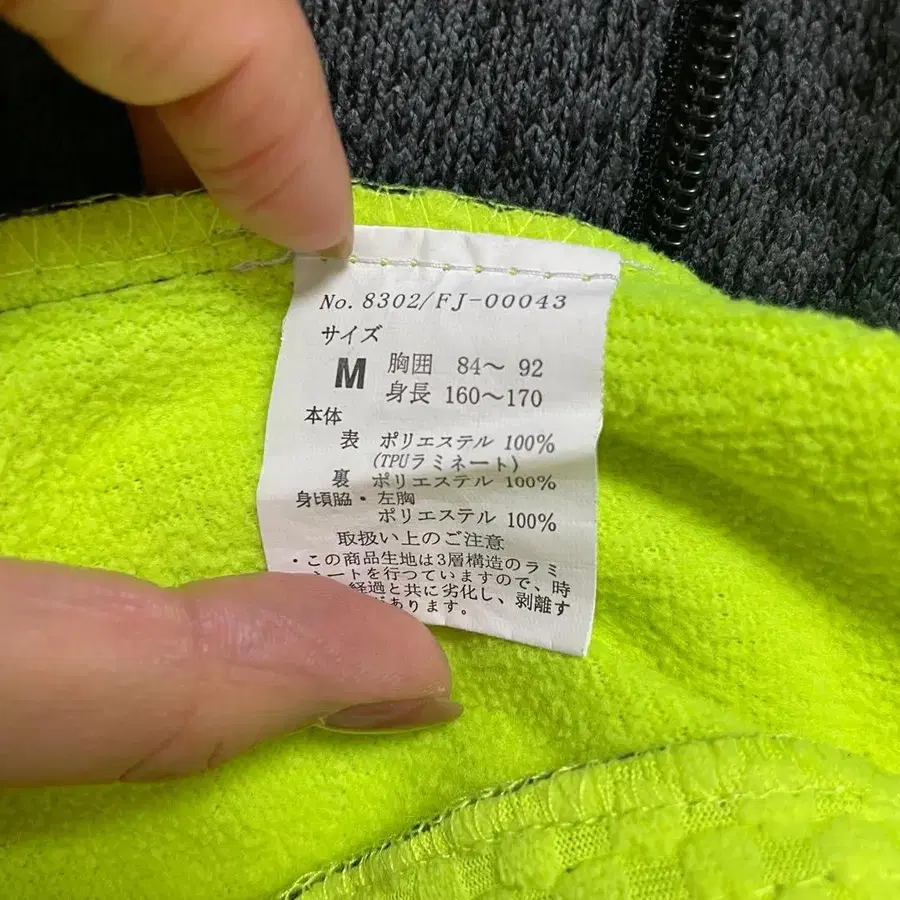 No. 8302/FJ-00043
サイズ
M 胸囲 84〜 92
身長 160〜170
本体
表 ポリエステル 100%
(TPUラミネート)
裏 ポリエステル 100%
身頃脇・左胸
ポリエステル 100%
取扱い上のご注意
・この商品生地は3層構造のラミ
ートを行つていますので、時
経過と共に劣化し、剥離す
あります。